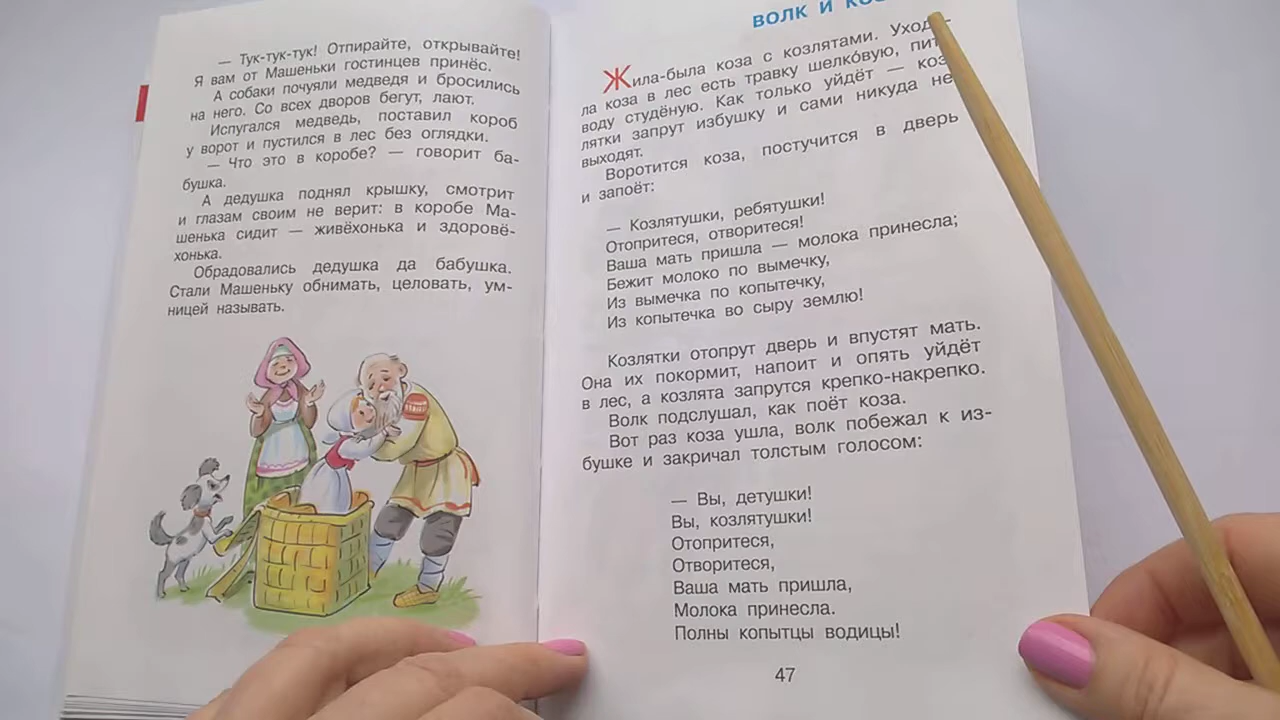 — Тук-тук-тук! Отпирайте, открывайте!
Я вам от Машеньки гостинцев принёс.
А собаки почуяли медведя и бросились
на него. Со всех дворов бегут, лают.
Испугался медведь, поставил короб
у ворот и пустился в лес без оглядки.
— Что это в коробе? — говорит ба-
бушка.
А дедушка поднял крышку, смотрит
и глазам своим не верит: в коробе Ма-
шенька сидит — живёхонька и здоровё-
хонька.
Обрадовались дедушка да бабушка.
Стали Машеньку обнимать, целовать, ум-
ницей называть.
ВОЛК И
Жила-была коза с козлятами.
ла коза в лес есть травку шелко́вую,
воду студёную. Как только уйдёт —
лятки запрут избушку и сами никуда не
выходят.
Воротится коза, постучится в дверь
и запоёт:
— Козлятушки, ребятушки!
Отопритеся, отворитеся!
Ваша мать пришла — молока принесла;
Бежит молоко по вымечку,
Из вымечка по копытечку,
Из копытечка во сыру землю!
Козлятки отопрут дверь и впустят мать.
Она их покормит, напоит и опять уйдёт
в лес, а козлята запрутся крепко-накрепко.
Волк подслушал, как поёт коза.
Вот раз коза ушла, волк побежал к из-
бушке и закричал толстым голосом:
— Вы, детушки!
Вы, козлятушки!
Отопритеся,
Отворитеся,
Ваша мать пришла,
Молока принесла.
Полны копытцы водицы!
47